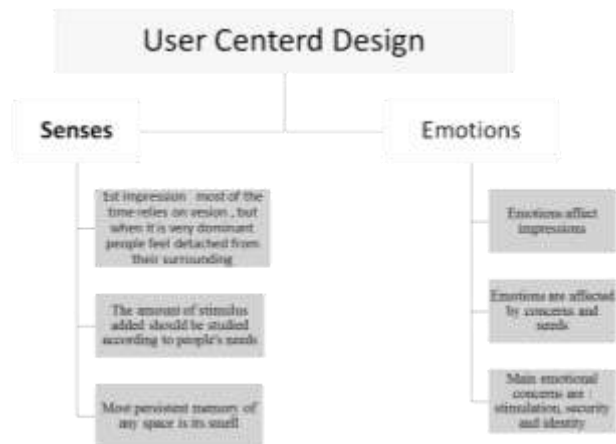 User Centerd Design
Senses
Emotions
1st impression most of the
time relies on vesion , but
when it is very dominant
people feel detached from
their surrounding
The amount of stimulus
added should be studied
according to people's needs
Most persistent memory of
any space is its smell
Emotions affect
impressions
Emotions are affected
by concerns and
needs
Main emotional
concerns are :
stimulation, security
and identity